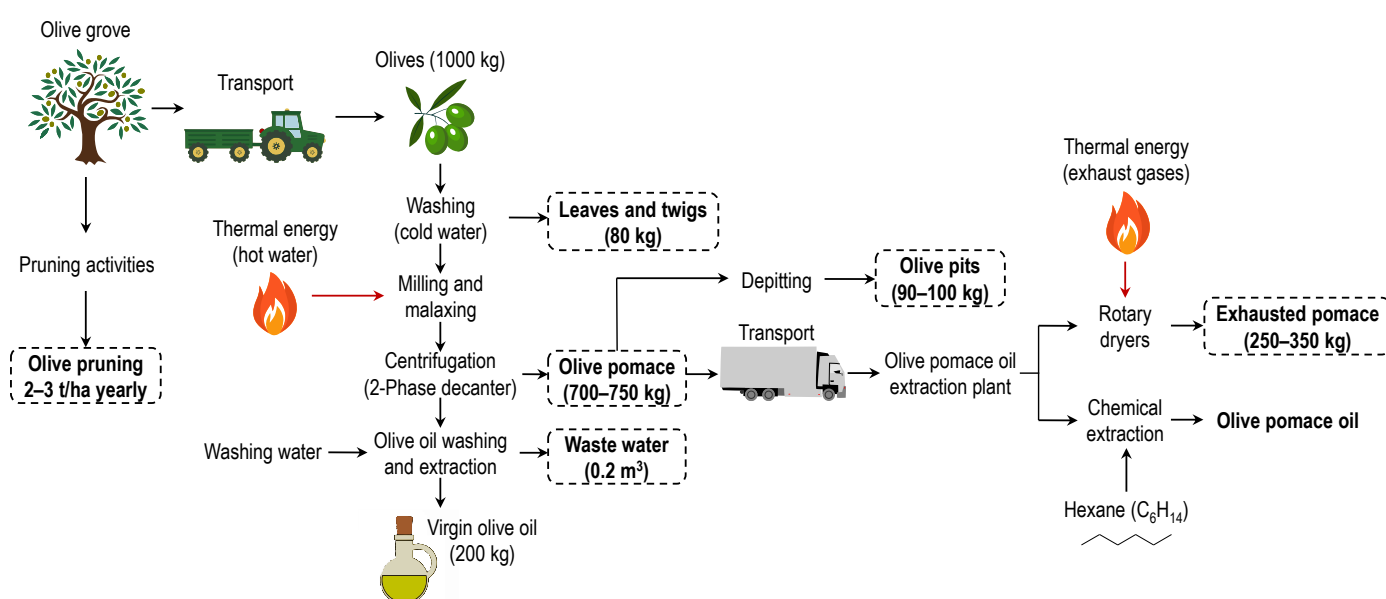 Olive grove
Transport
Olives (1000 kg)
Washing
(cold water)
Leaves and twigs
(80 kg)
Thermal energy
(hot water)
Pruning activities
Milling and
malaxing
Depitting
Olive pits
(90–100 kg)
Thermal energy
(exhaust gases)
Rotary
dryers
Exhausted pomace
(250–350 kg)
Olive pruning
2–3 t/ha yearly
Centrifugation
(2-Phase decanter)
Olive pomace
(700–750 kg)
Transport
Olive pomace oil
extraction plant
Chemical
extraction
Olive pomace oil
Washing water
Olive oil washing
and extraction
Waste water
(0.2 m³)
Hexane (C₆H₁₄)
Virgin olive oil
(200 kg)